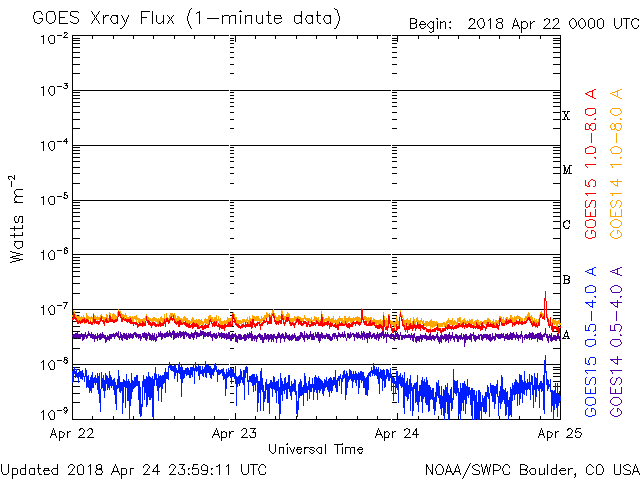 GOES Xray Flux (1-minute data)
Begin: 2018 Apr 22 0000 UTC
10⁻²
10⁻³
10⁻⁴
10⁻⁵
10⁻⁶
10⁻⁷
10⁻⁸
10⁻⁹
Watts m⁻²
X
M
C
B
A
GOES15 1.0-8.0 A
GOES14 1.0-8.0 A
GOES15 0.5-4.0 A
GOES14 0.5-4.0 A
Apr 22 Apr 23 Apr 24 Apr 25
Universal Time
Updated 2018 Apr 24 23:59:11 UTC
NOAA/SWPC Boulder, CO USA